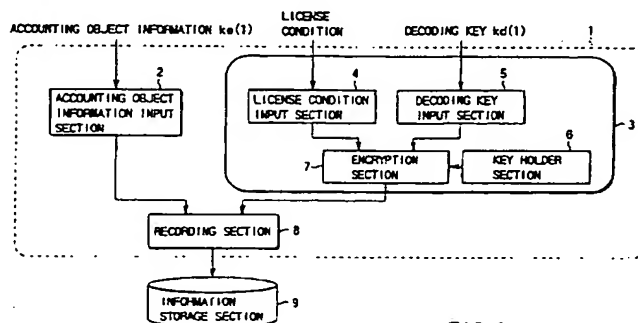 ACCOUNTING OBJECT INFORMATION ke(1)
LICENSE
CONDITION
DECODING KEY kd(1)
1
2
ACCOUNTING OBJECT
INFORMATION INPUT
SECTION
4
LICENSE CONDITION
INPUT SECTION
5
DECODING KEY
INPUT SECTION
3
6
KEY HOLDER
SECTION
7
ENCRYPTION
SECTION
RECORDING SECTION
8
INFORMATION
STORAGE SECTION
9